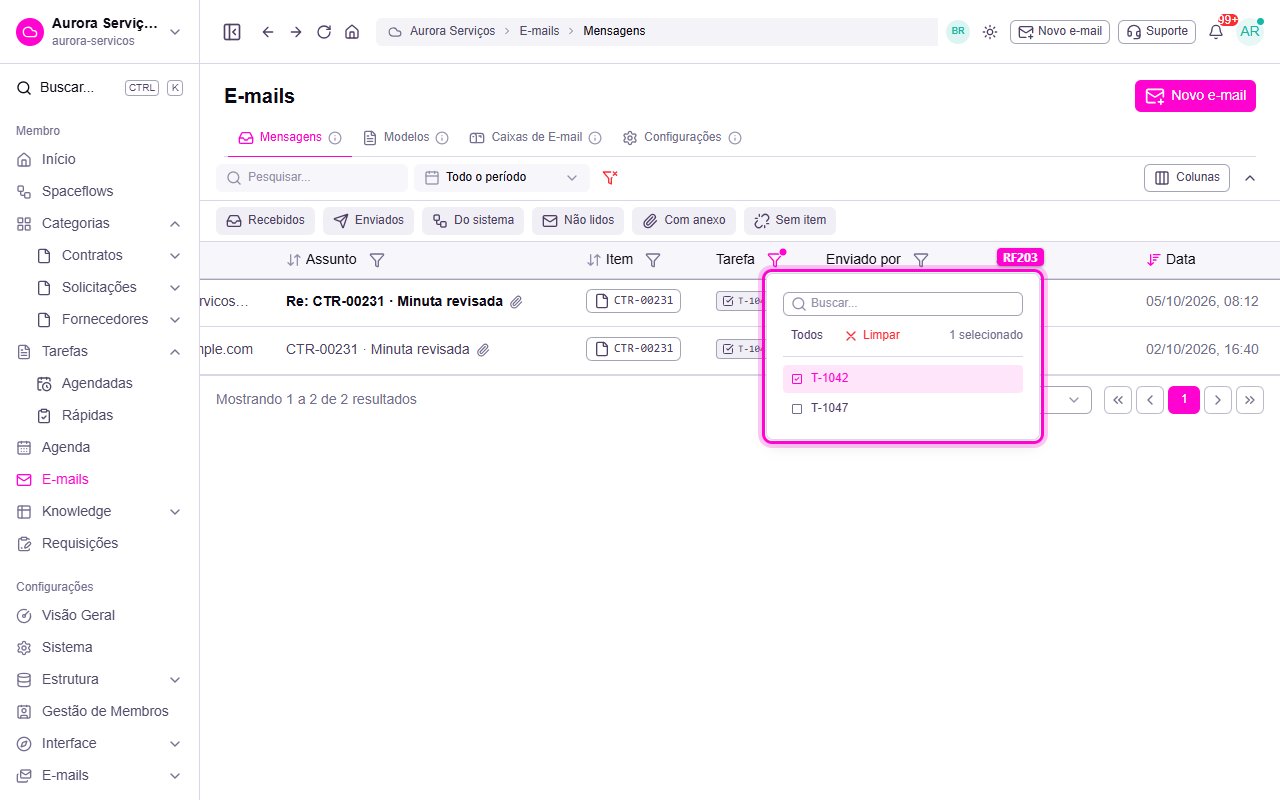 Aurora Serviç...
aurora-servicos
Buscar...
CTRL K
Membro
Início
Spaceflows
Categorias
Contratos
Solicitações
Fornecedores
Tarefas
Agendadas
Rápidas
Agenda
E-mails
Knowledge
Requisições
Configurações
Visão Geral
Sistema
Estrutura
Gestão de Membros
Interface
E-mails
Aurora Serviços > E-mails > Mensagens
BR
Novo e-mail
Suporte
99+
AR
E-mails
Novo e-mail
Mensagens
Modelos
Caixas de E-mail
Configurações
Pesquisar...
Todo o período
Colunas
Recebidos
Enviados
Do sistema
Não lidos
Com anexo
Sem item
Assunto
Item
Tarefa
Enviado por
RF203
Data
rvicos...
Re: CTR-00231 · Minuta revisada
CTR-00231
05/10/2026, 08:12
CTR-00231 · Minuta revisada
CTR-00231
02/10/2026, 16:40
Buscar...
Todos
Limpar
1 selecionado
T-1042
T-1047
Mostrando 1 a 2 de 2 resultados
1